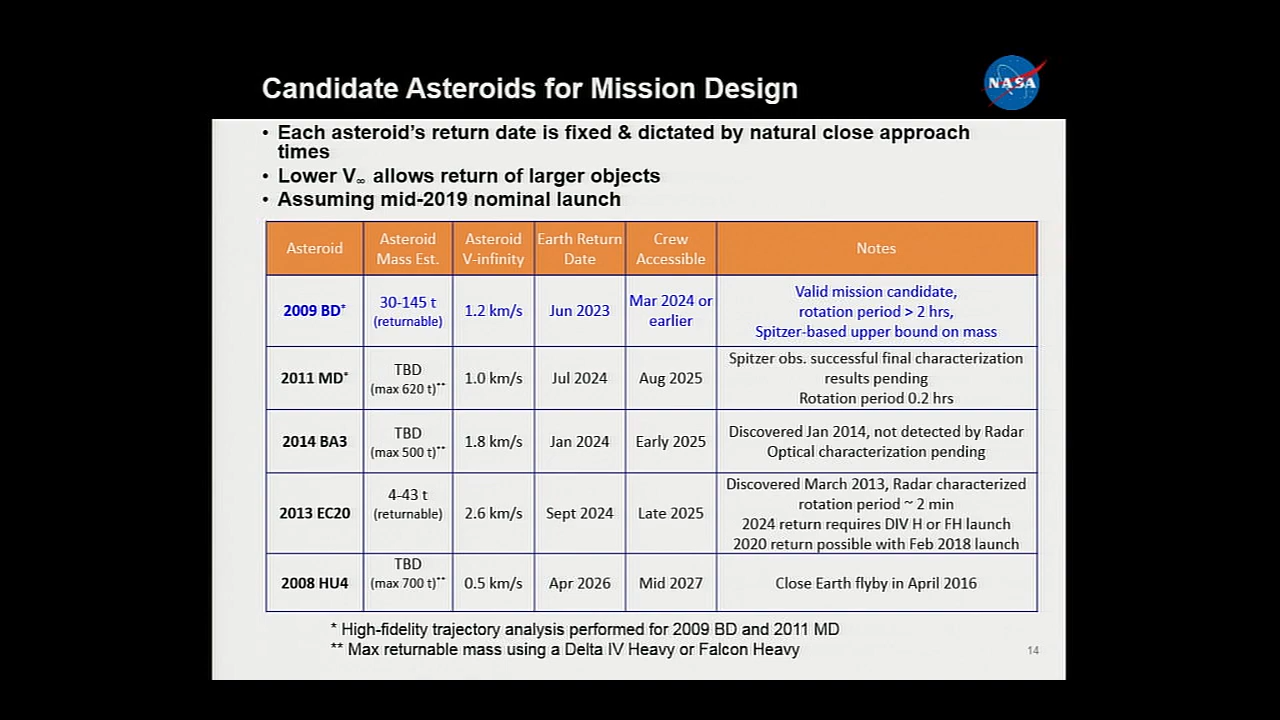 Candidate Asteroids for Mission Design
NASA
• Each asteroid's return date is fixed & dictated by natural close approach
times
• Lower V∞ allows return of larger objects
• Assuming mid-2019 nominal launch
Asteroid
Asteroid
Mass Est.
Asteroid
V-infinity
Earth Return
Date
Crew
Accessible
Notes
2009 BD*
30-145 t
(returnable)
1.2 km/s
Jun 2023
Mar 2024 or
earlier
Valid mission candidate,
rotation period > 2 hrs,
Spitzer-based upper bound on mass
2011 MD*
TBD
(max 620 t)**
1.0 km/s
Jul 2024
Aug 2025
Spitzer obs. successful final characterization
results pending
Rotation period 0.2 hrs
2014 BA3
TBD
(max 500 t)**
1.8 km/s
Jan 2024
Early 2025
Discovered Jan 2014, not detected by Radar
Optical characterization pending
2013 EC20
4-43 t
(returnable)
2.6 km/s
Sept 2024
Late 2025
Discovered March 2013, Radar characterized
rotation period ~ 2 min
2024 return requires DIV H or FH launch
2020 return possible with Feb 2018 launch
2008 HU4
TBD
(max 700 t)**
0.5 km/s
Apr 2026
Mid 2027
Close Earth flyby in April 2016
* High-fidelity trajectory analysis performed for 2009 BD and 2011 MD
** Max returnable mass using a Delta IV Heavy or Falcon Heavy
14